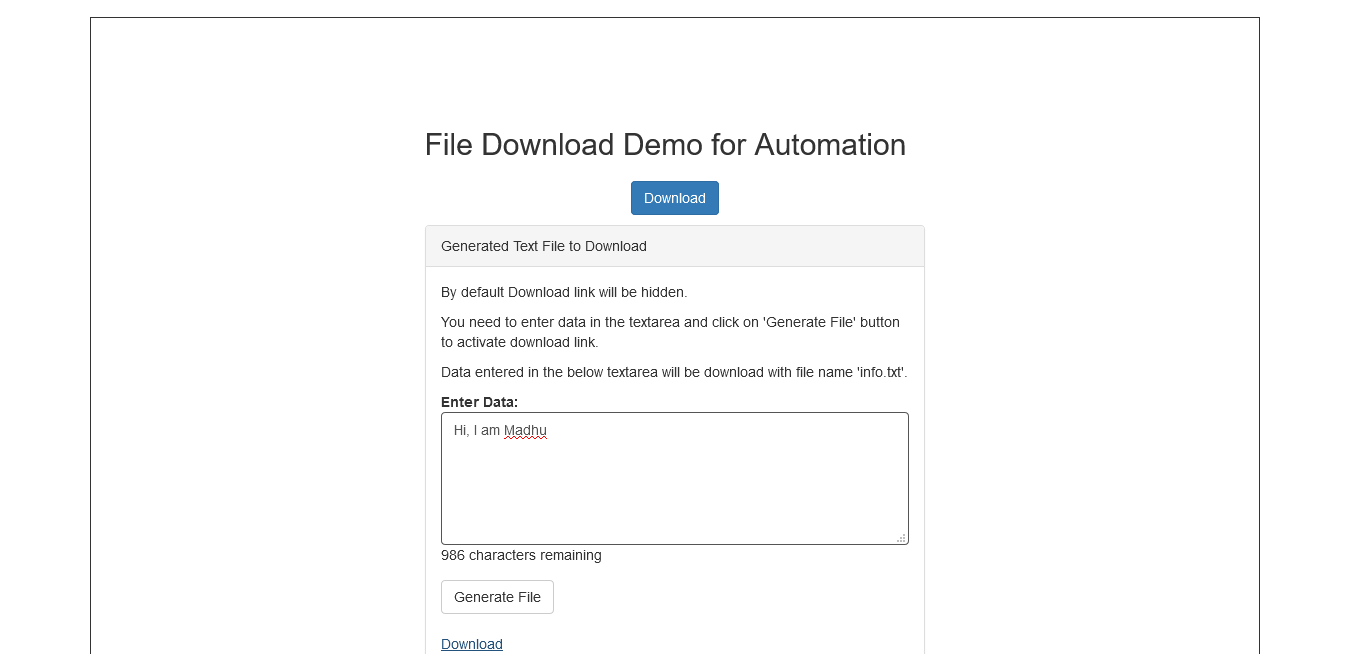 File Download Demo for Automation
Download
Generated Text File to Download
By default Download link will be hidden.
You need to enter data in the textarea and click on 'Generate File' button
to activate download link.
Data entered in the below textarea will be download with file name 'info.txt'.
Enter Data:
Hi, I am Madhu
986 characters remaining
Generate File
Download